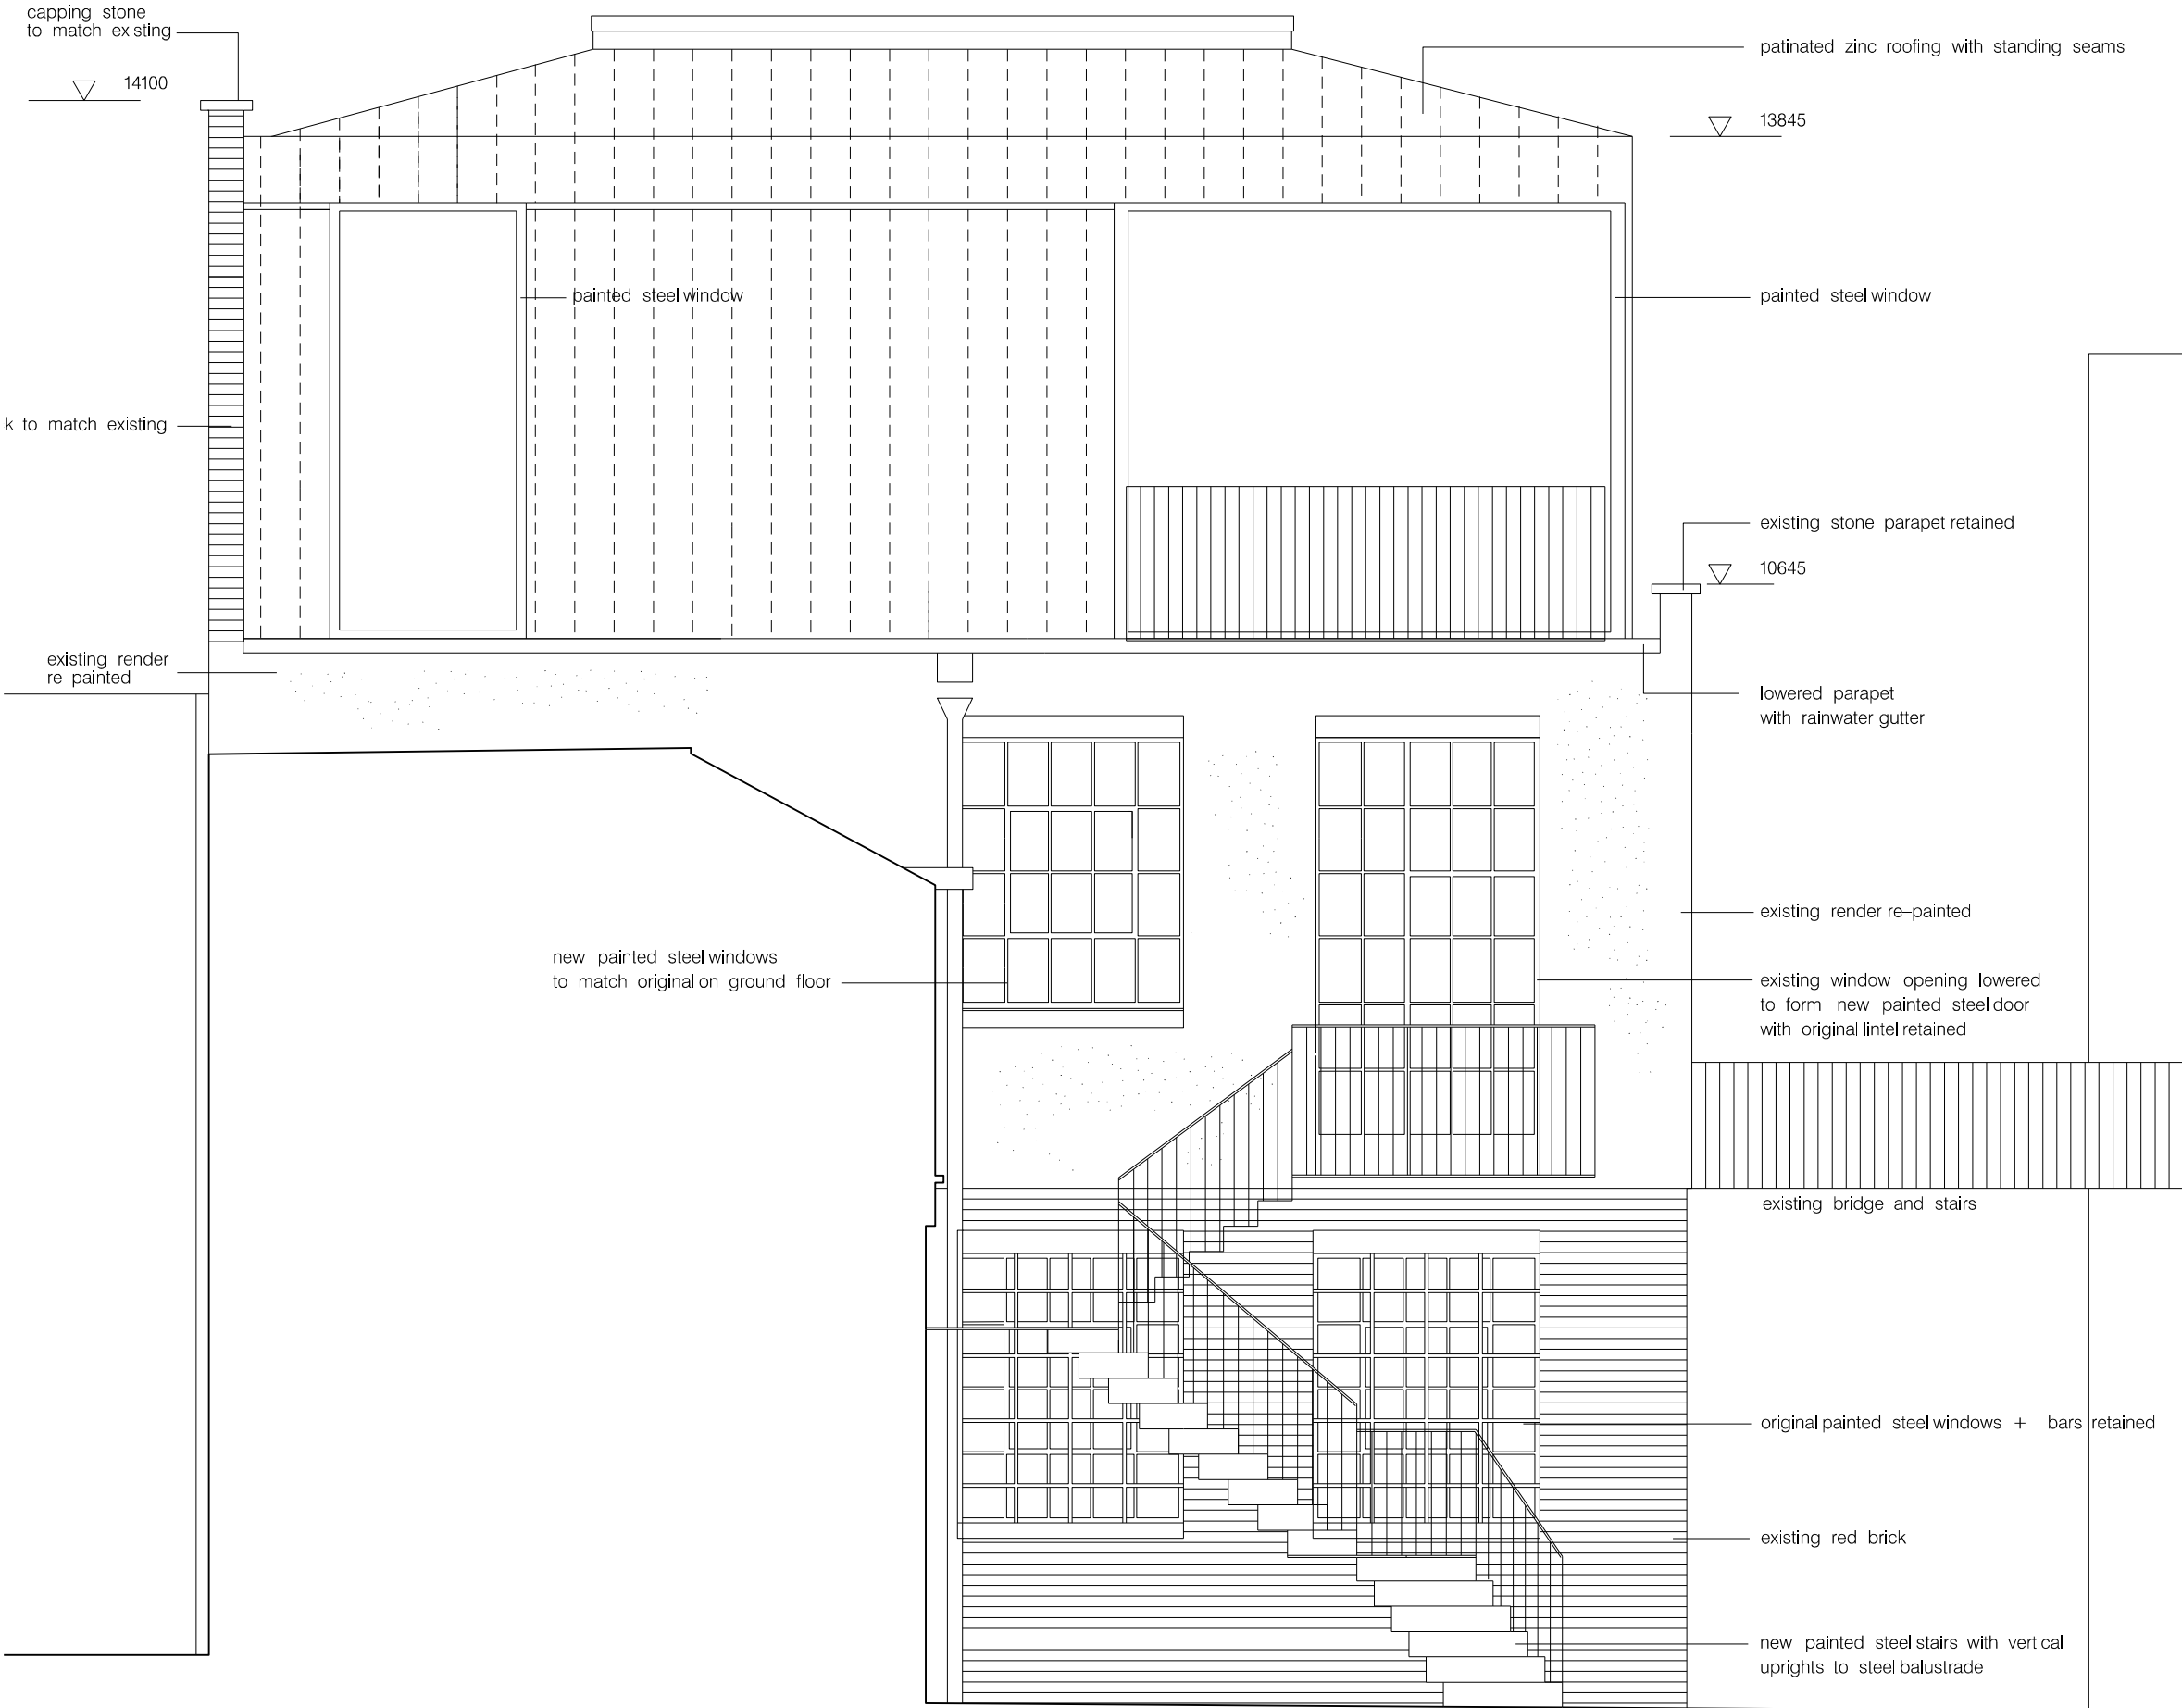 capping stone
to match existing
14100
patinated zinc roofing with standing seams
13845
painted steel window
painted steel window
k to match existing
existing stone parapet retained
10645
existing render
re-painted
lowered parapet
with rainwater gutter
existing render re-painted
new painted steel windows
to match original on ground floor
existing window opening lowered
to form new painted steel door
with original lintel retained
existing bridge and stairs
original painted steel windows + bars retained
existing red brick
new painted steel stairs with vertical
uprights to steel balustrade